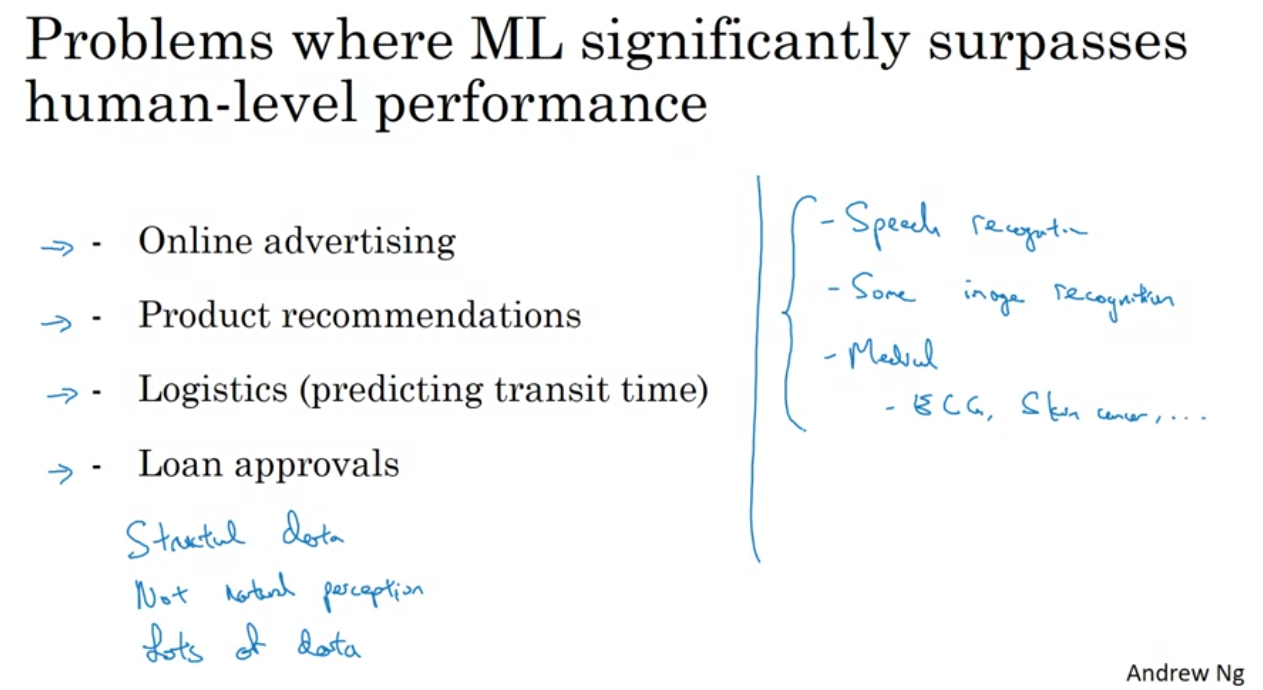 Problems where ML significantly surpasses
human-level performance
- Online advertising
- Product recommendations
- Logistics (predicting transit time)
- Loan approvals
Structured data
Not natural perception
Lots of data
- Speech recognition
- Some image recognition
- Medical
- ECG, Skin cancer, ...
Andrew Ng